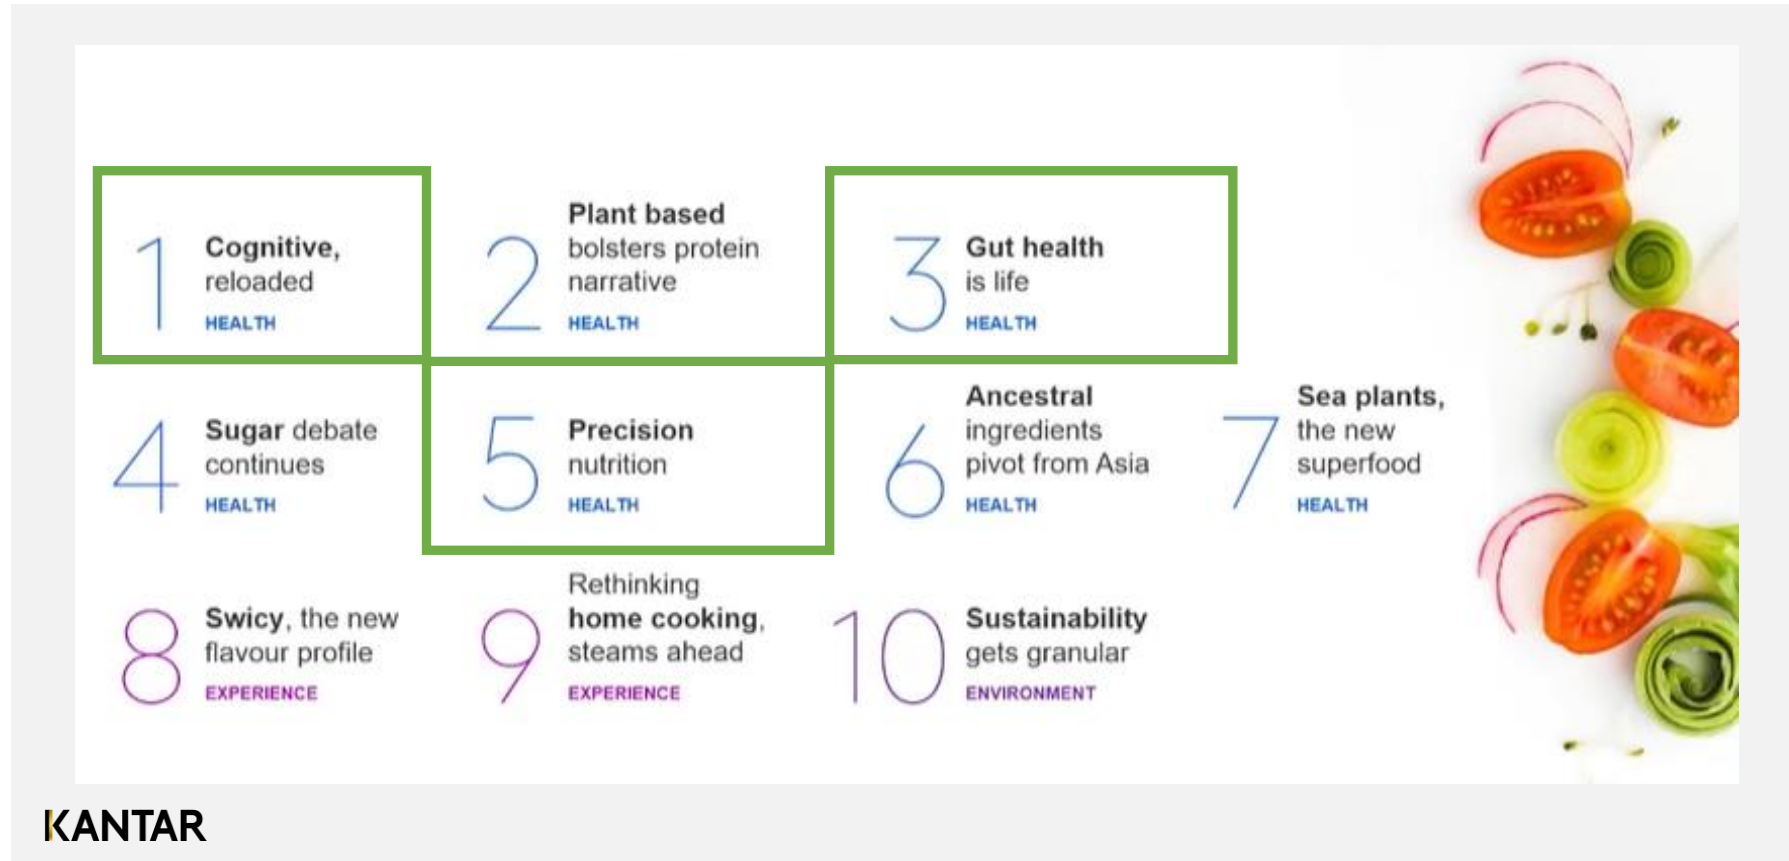 1
Cognitive,
reloaded
HEALTH
2
Plant based
bolsters protein
narrative
HEALTH
3
Gut health
is life
HEALTH
4
Sugar debate
continues
HEALTH
5
Precision
nutrition
HEALTH
6
Ancestral
ingredients
pivot from Asia
HEALTH
7
Sea plants,
the new
superfood
HEALTH
8
Swicy, the new
flavour profile
EXPERIENCE
9
Rethinking
home cooking,
steams ahead
EXPERIENCE
10
Sustainability
gets granular
ENVIRONMENT
KANTAR